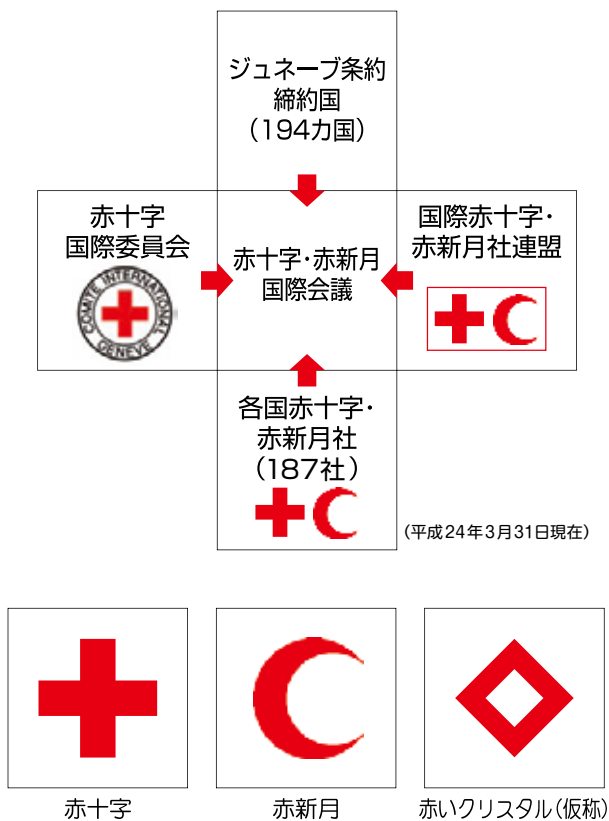 ジュネーブ条約
締約国
（194カ国）
赤十字
国際委員会
COMITE INTERNATIONAL
GENEVE
赤十字・赤新月
国際会議
国際赤十字・
赤新月社連盟
各国赤十字・
赤新月社
（187社）
（平成24年3月31日現在）
赤十字
赤新月
赤いクリスタル（仮称）